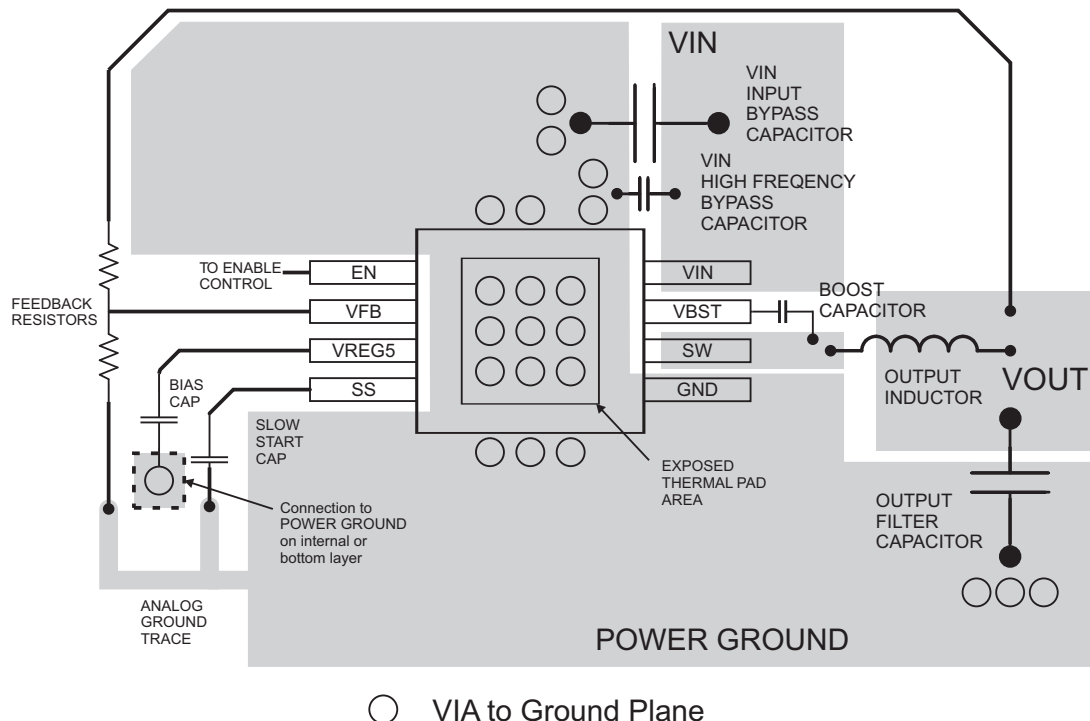 VIN
VIN
INPUT
BYPASS
CAPACITOR
VIN
HIGH FREQENCY
BYPASS
CAPACITOR
TO ENABLE
CONTROL
EN
VIN
FEEDBACK
RESISTORS
VFB
VBST
BOOST
CAPACITOR
VREG5
SW
SS
GND
OUTPUT
INDUCTOR
VOUT
BIAS
CAP
SLOW
START
CAP
EXPOSED
THERMAL PAD
AREA
Connection to
POWER GROUND
on internal or
bottom layer
OUTPUT
FILTER
CAPACITOR
ANALOG
GROUND
TRACE
POWER GROUND
VIA to Ground Plane